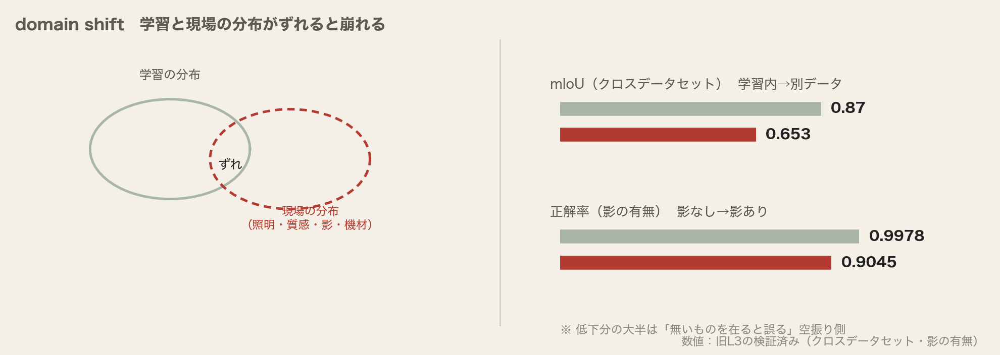 domain shift　学習と現場の分布がずれると崩れる
学習の分布
ずれ
現場の分布
（照明・質感・影・機材）
mIoU（クロスデータセット）　学習内→別データ
0.87
0.653
正解率（影の有無）　影なし→影あり
0.9978
0.9045
※ 低下分の大半は「無いものを在ると誤る」空振り側
数値：旧L3の検証済み（クロスデータセット・影の有無）